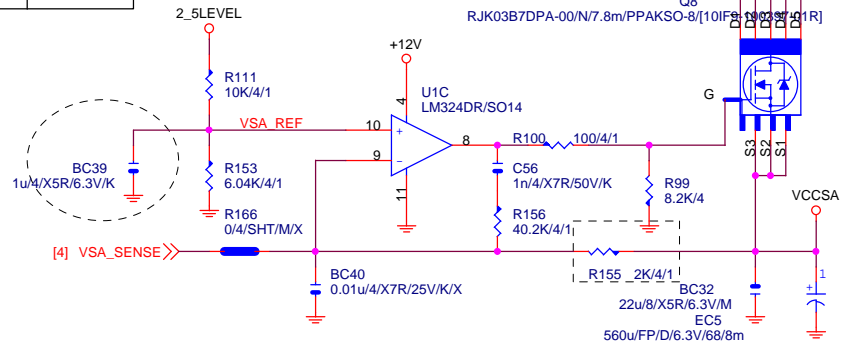 Q8
RJK03B7DPA-00/N/7.8m/PPAKSO-8/
2_5LEVEL
+12V
R111
10K/4/1
U1C
LM324DR/SO14
4
G
VSA_REF
10
+
8
R100
100/4/1
9
-
S3
S2
S1
BC39
1u/4/X5R/6.3V/K
R153
6.04K/4/1
C56
1n/4/X7R/50V/K
R99
8.2K/4
11
VCCSA
R166
0/4/SHT/M/X
R156
40.2K/4/1
[4] VSA_SENSE
R155 2K/4/1
BC40
0.01u/4/X7R/25V/K/X
BC32
22u/8/X5R/6.3V/M
+
1
EC5
560u/FP/D/6.3V/68/8m